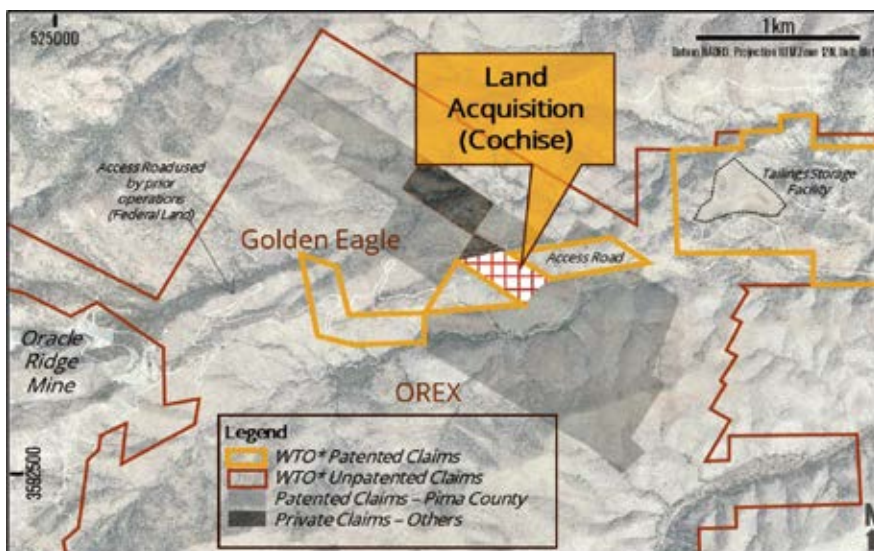 525000
1km
Land
Acquisition
(Cochise)
Access Road used
by prior
operations
(Federal Land)
Tailings Storage
Facility
Golden Eagle
Access Road
Oracle
Ridge
Mine
OREX
3582500
Legend
WTO* Patented Claims
WTO* Unpatented Claims
Patented Claims – Pima County
Private Claims – Others
N